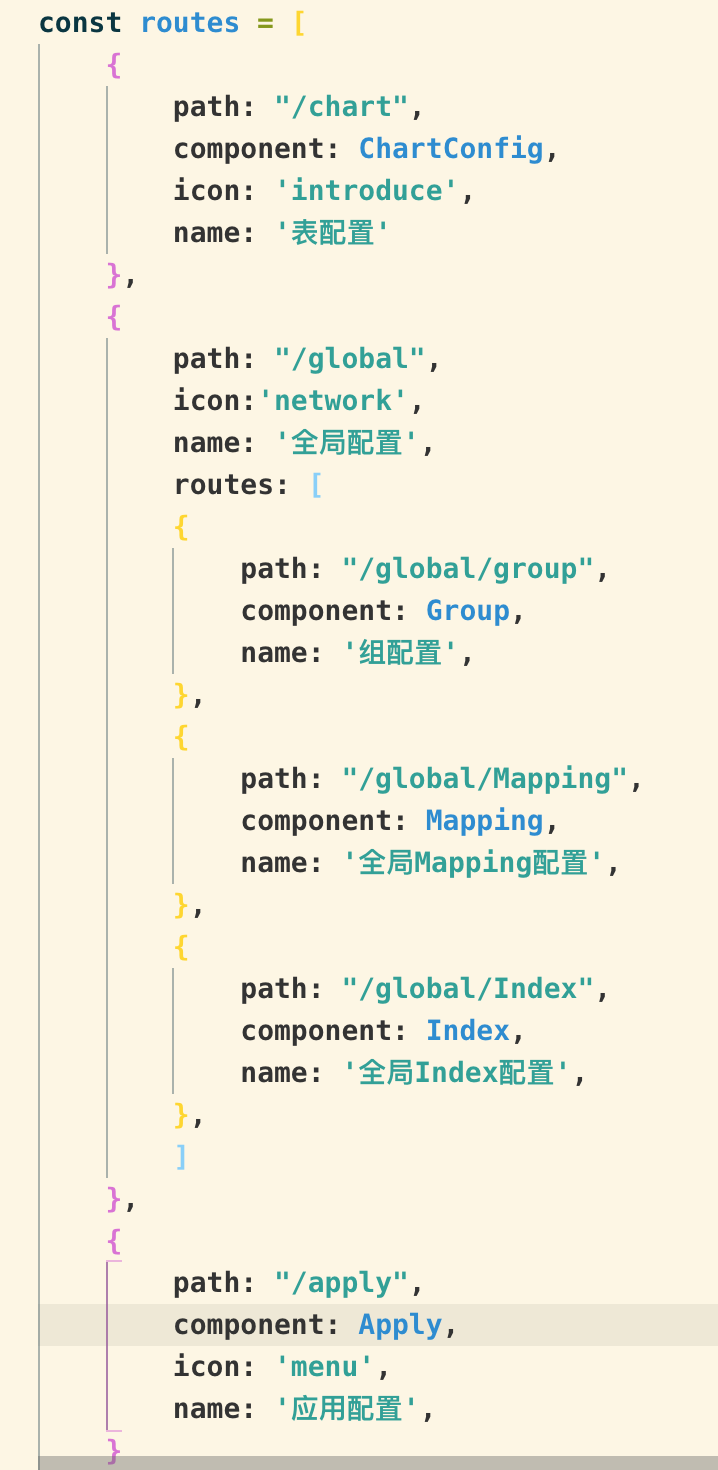 const routes = [
    {
        path: "/chart",
        component: ChartConfig,
        icon: 'introduce',
        name: '表配置'
    },
    {
        path: "/global",
        icon:'network',
        name: '全局配置',
        routes: [
        {
            path: "/global/group",
            component: Group,
            name: '组配置',
        },
        {
            path: "/global/Mapping",
            component: Mapping,
            name: '全局Mapping配置',
        },
        {
            path: "/global/Index",
            component: Index,
            name: '全局Index配置',
        },
        ]
    },
    {
        path: "/apply",
        component: Apply,
        icon: 'menu',
        name: '应用配置',
    }